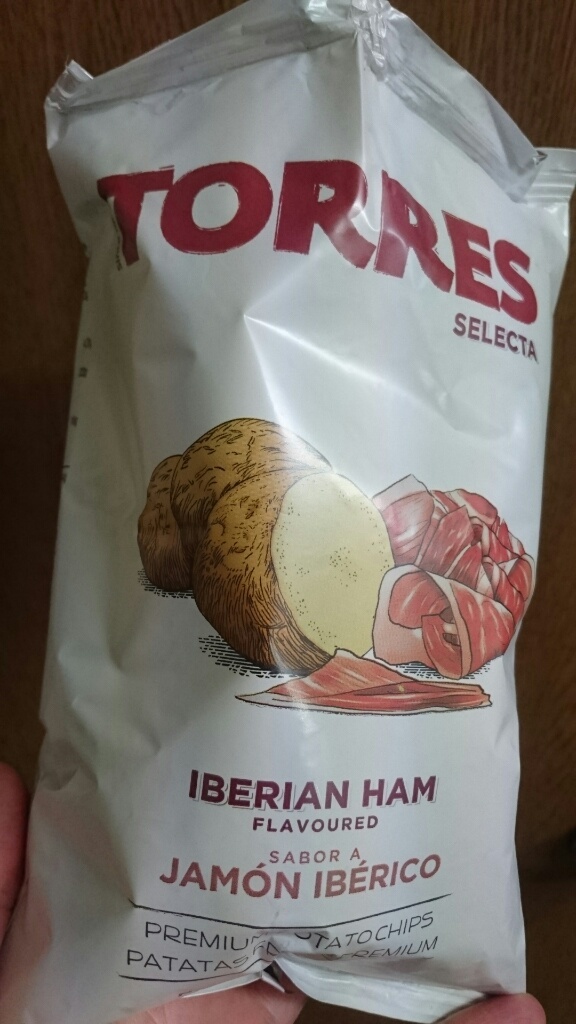 TORRES
SELECTA
IBERIAN HAM
FLAVOURED
SABOR A
JAMÓN IBÉRICO
PREMIUM POTATO CHIPS
PATATAS PREMIUM